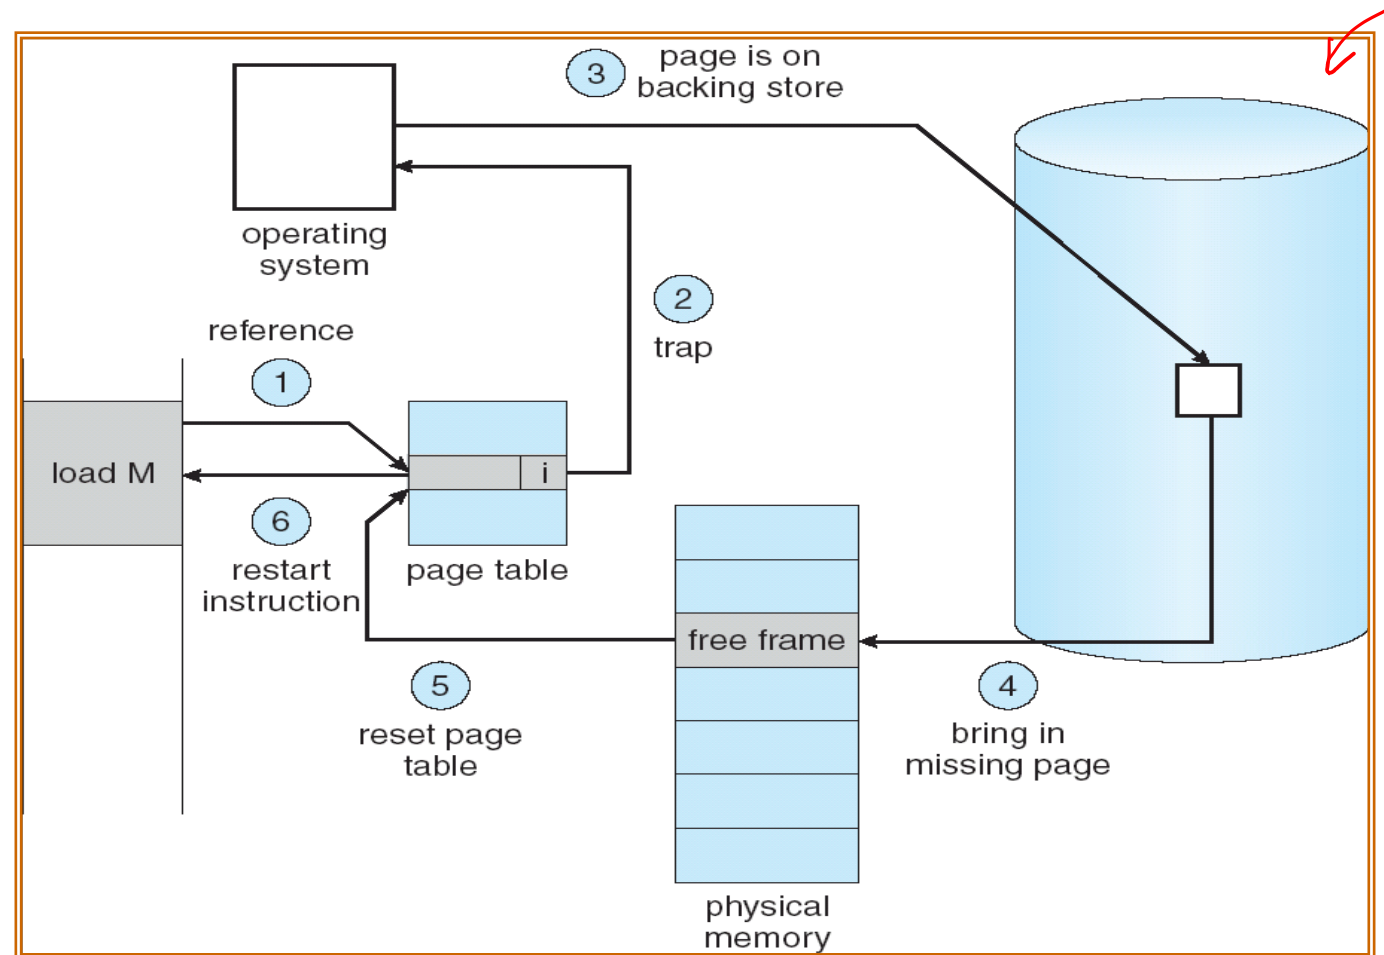 3
page is on
backing store
operating
system
2
trap
reference
1
load M
i
6
restart
instruction
page table
free frame
5
reset page
table
4
bring in
missing page
physical
memory